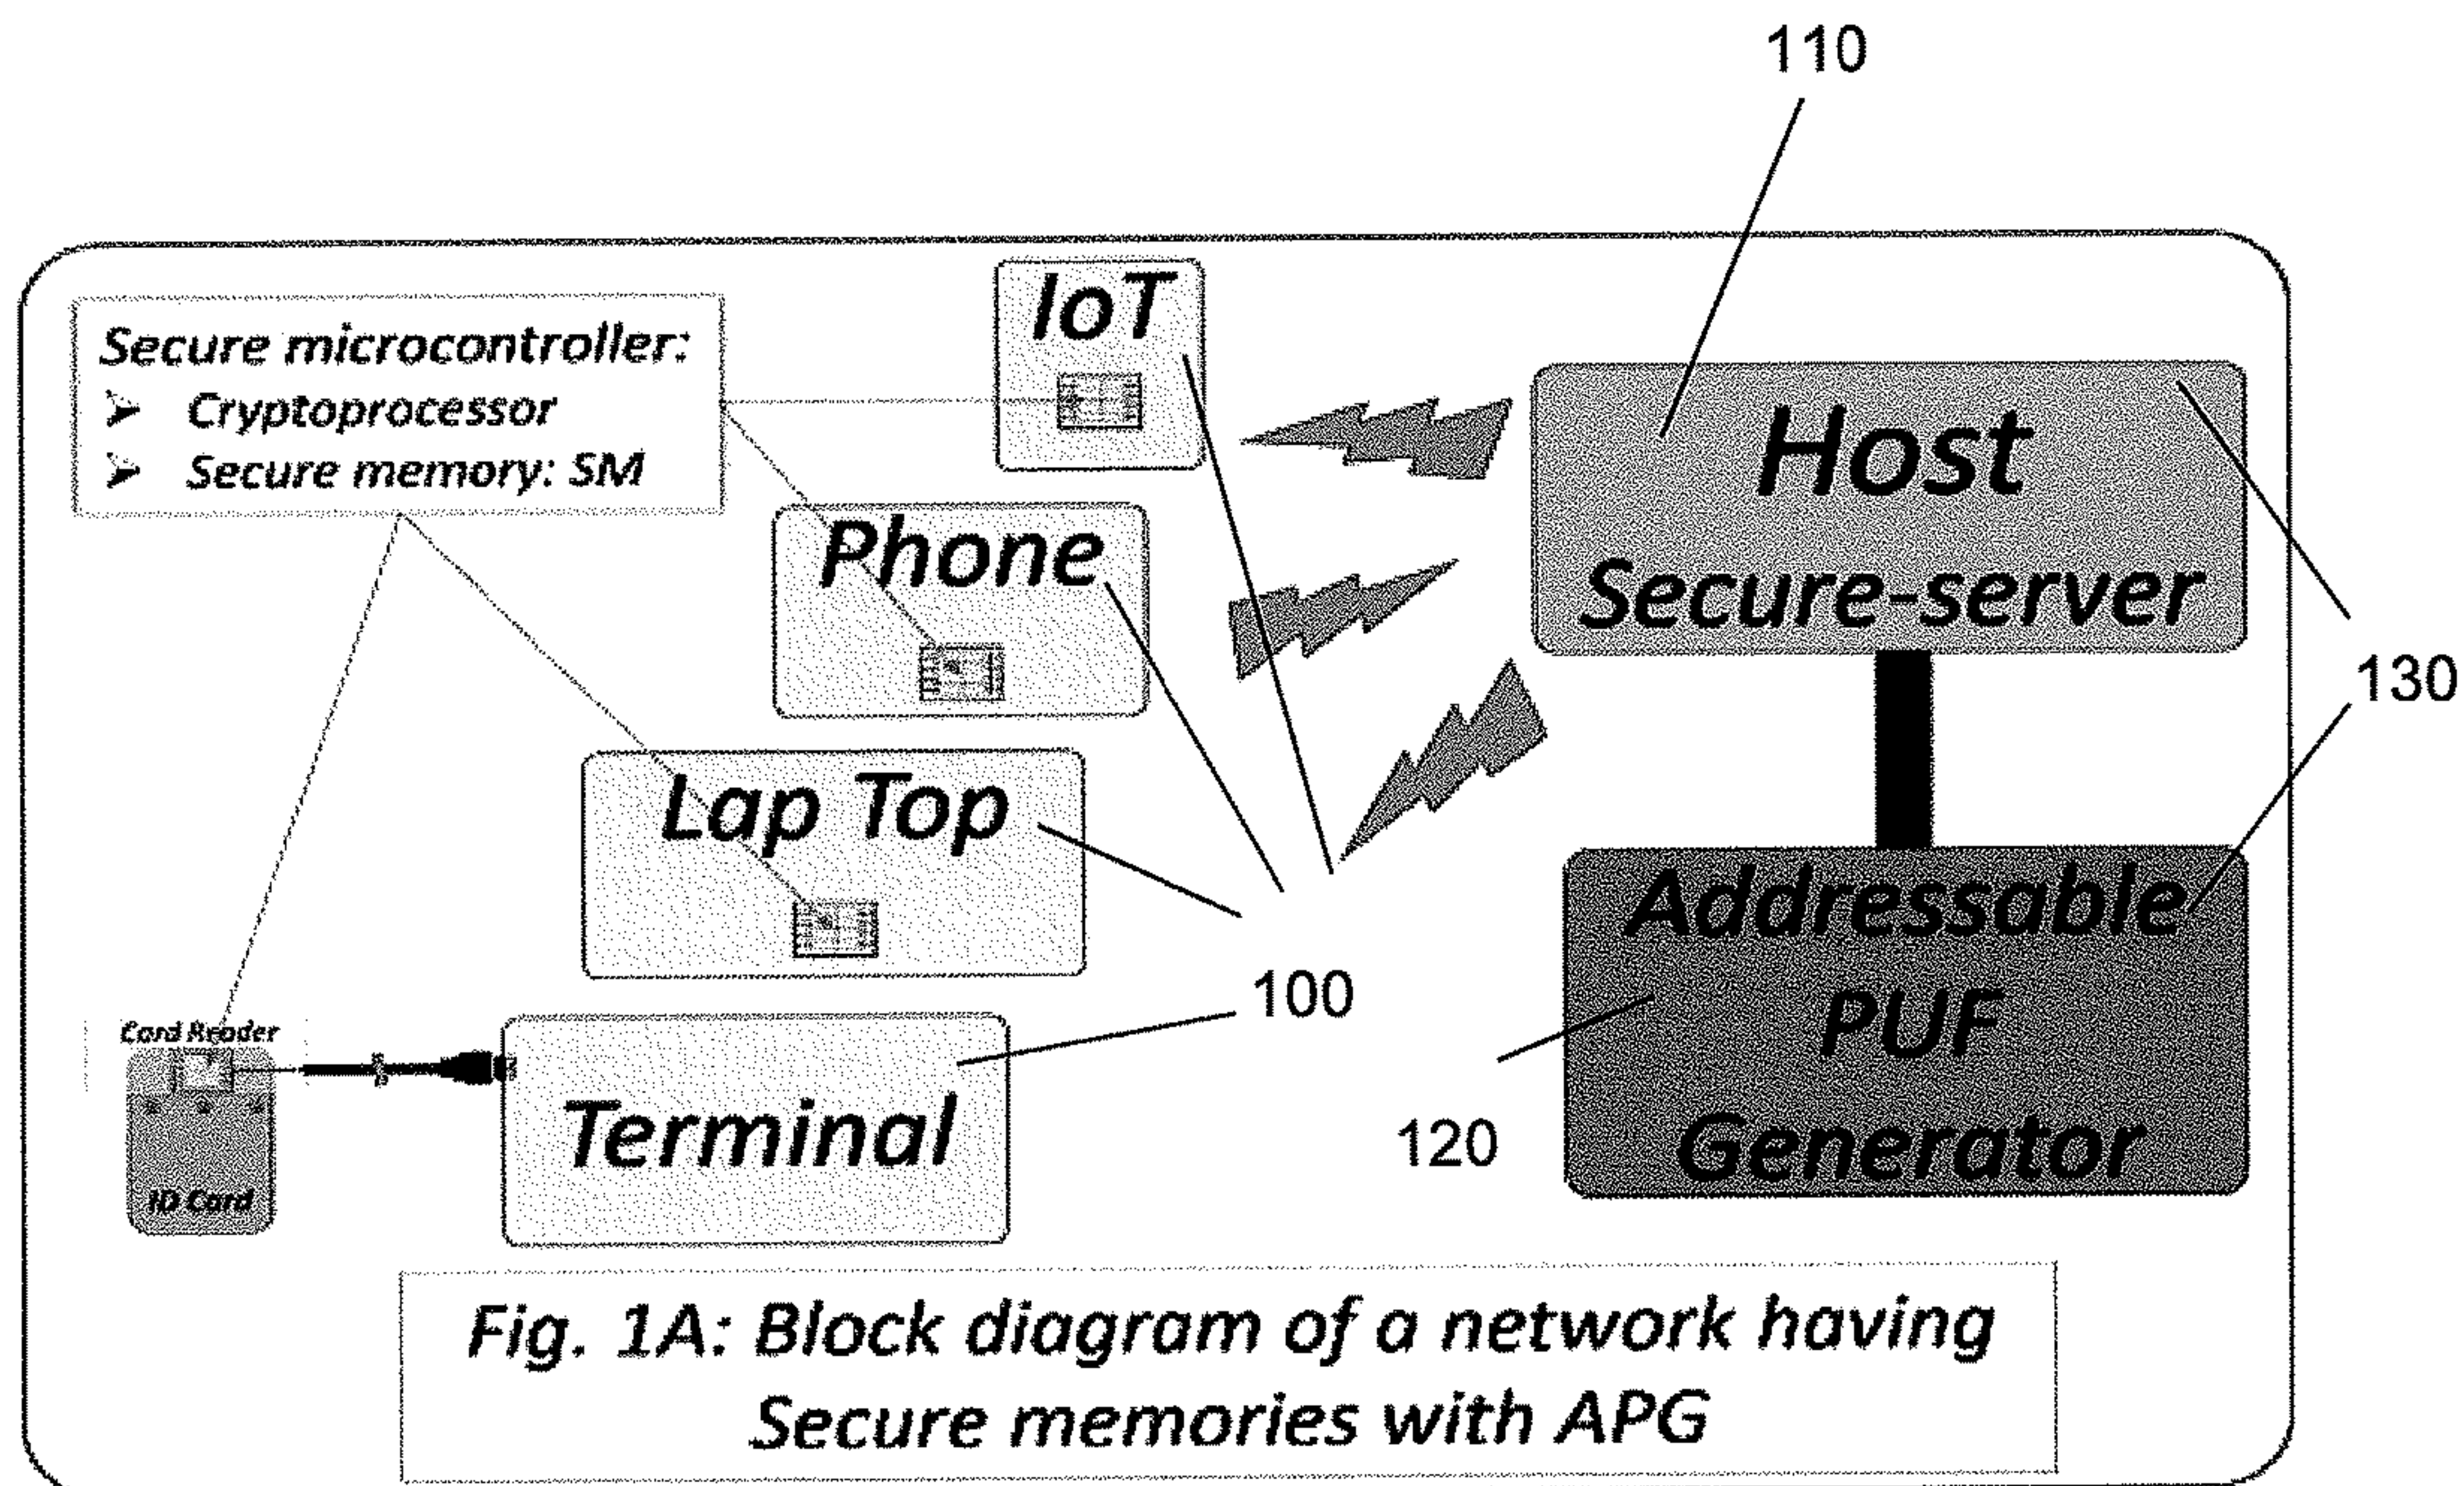 110
Secure microcontroller:
➤ Cryptoprocessor
➤ Secure memory: SM
IoT
Phone
Lap Top
Host
Secure-server
130
Addressable
PUF
Generator
100
120
Card Reader
ID Card
Terminal
Fig. 1A: Block diagram of a network having
Secure memories with APG